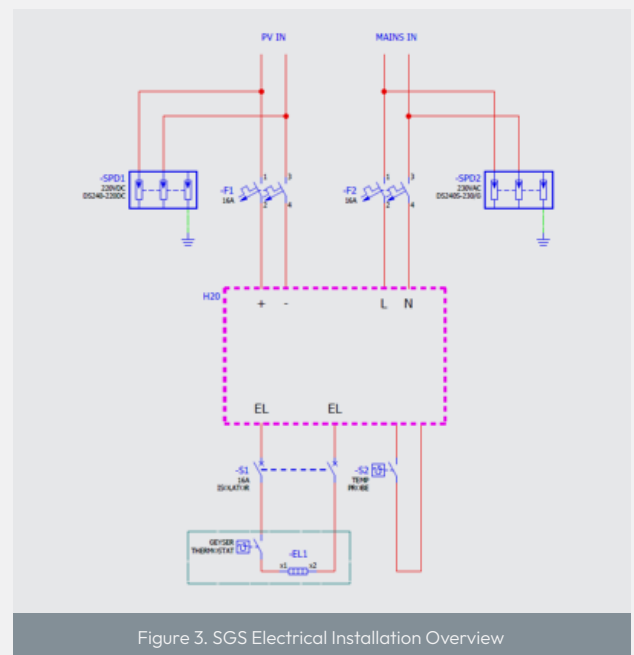 PV IN
MAINS IN
-SPD1
220VDC
DS240-220DC
-F1
16A
1
3
2
4
-F2
16A
1
3
2
4
-SPD2
230VAC
DS240S-230/G
H20
+ -
L N
EL
EL
-S1
16A
ISOLATOR
-S2
TEMP
PROBE
GEYSER
THERMOSTAT
-EL1
x1
x2
Figure 3. SGS Electrical Installation Overview